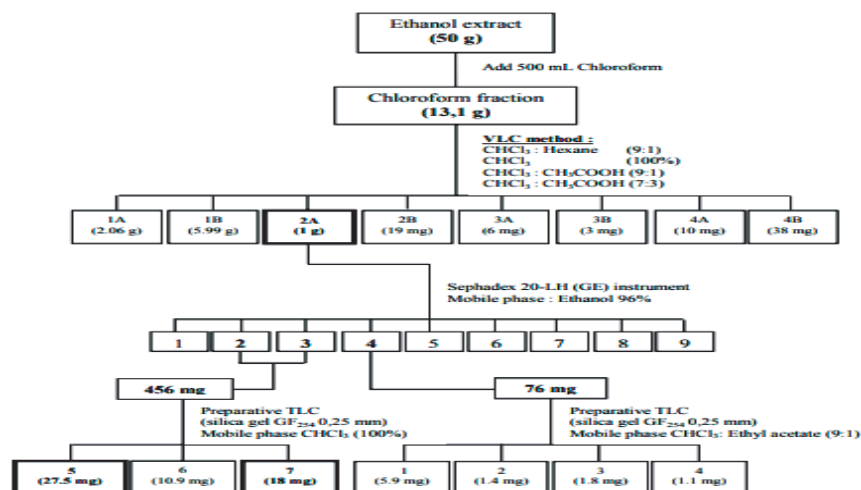 Ethanol extract
(50 g)
Add 500 mL Chloroform
Chloroform fraction
(13,1 g)
VLC method :
CHCl₃ : Hexane (9:1)
CHCl₃ (100%)
CHCl₃ : CH₃COOH (9:1)
CHCl₃ : CH₃COOH (7:3)
1A
(2.06 g)
1B
(5.99 g)
2A
(1 g)
2B
(19 mg)
3A
(6 mg)
3B
(3 mg)
4A
(10 mg)
4B
(38 mg)
Sephadex 20-LH (GE) instrument
Mobile phase : Ethanol 96%
1 2 3 4 5 6 7 8 9
456 mg
76 mg
Preparative TLC
(silica gel GF₂₅₄ 0,25 mm)
Mobile phase CHCl₃ (100%)
Preparative TLC
(silica gel GF₂₅₄ 0,25 mm)
Mobile phase CHCl₃: Ethyl acetate (9:1)
5
(27.5 mg)
6
(10.9 mg)
7
(18 mg)
1
(5.9 mg)
2
(1.4 mg)
3
(1.8 mg)
4
(1.1 mg)